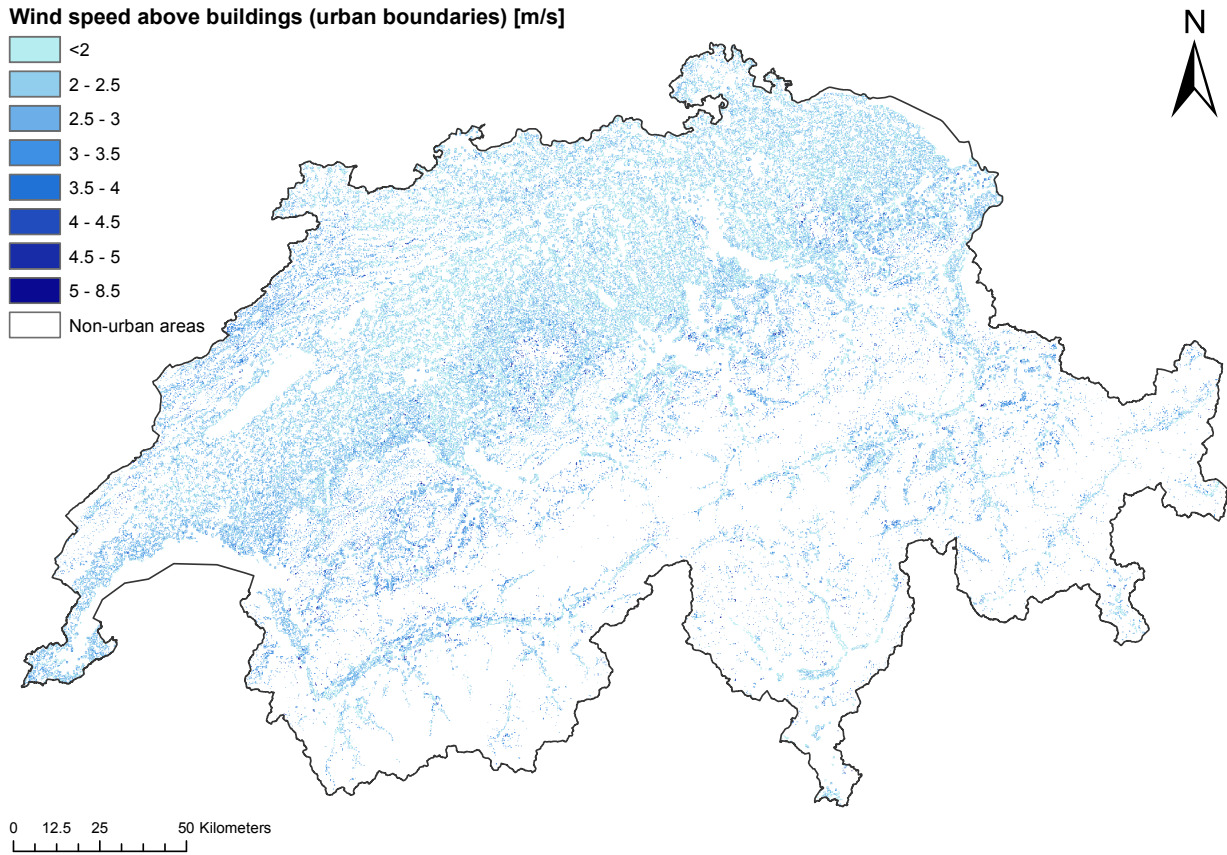 Wind speed above buildings (urban boundaries) [m/s]
<2
2 - 2.5
2.5 - 3
3 - 3.5
3.5 - 4
4 - 4.5
4.5 - 5
5 - 8.5
Non-urban areas
N
0 12.5 25 50 Kilometers